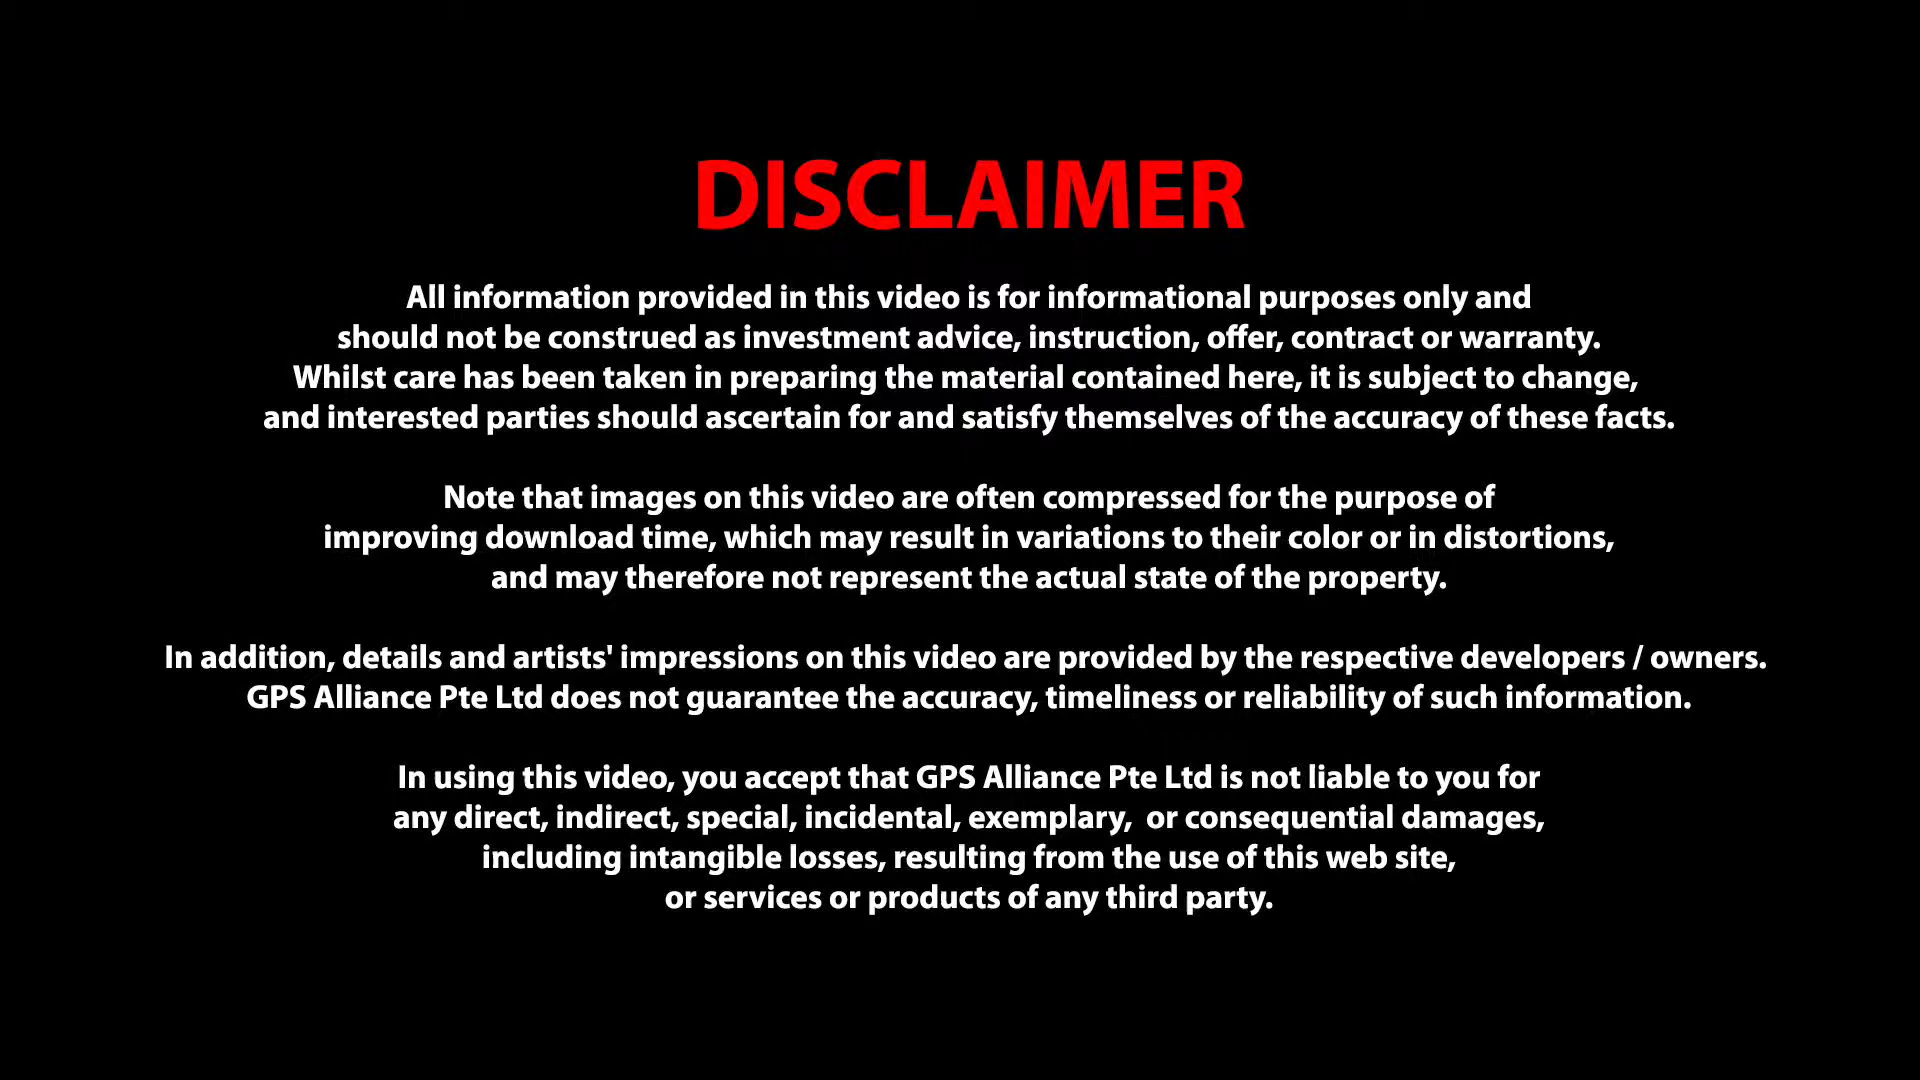 DISCLAIMER
All information provided in this video is for informational purposes only and
should not be construed as investment advice, instruction, offer, contract or warranty.
Whilst care has been taken in preparing the material contained here, it is subject to change,
and interested parties should ascertain for and satisfy themselves of the accuracy of these facts.
Note that images on this video are often compressed for the purpose of
improving download time, which may result in variations to their color or in distortions,
and may therefore not represent the actual state of the property.
In addition, details and artists' impressions on this video are provided by the respective developers / owners.
GPS Alliance Pte Ltd does not guarantee the accuracy, timeliness or reliability of such information.
In using this video, you accept that GPS Alliance Pte Ltd is not liable to you for
any direct, indirect, special, incidental, exemplary,  or consequential damages,
including intangible losses, resulting from the use of this web site,
or services or products of any third party.